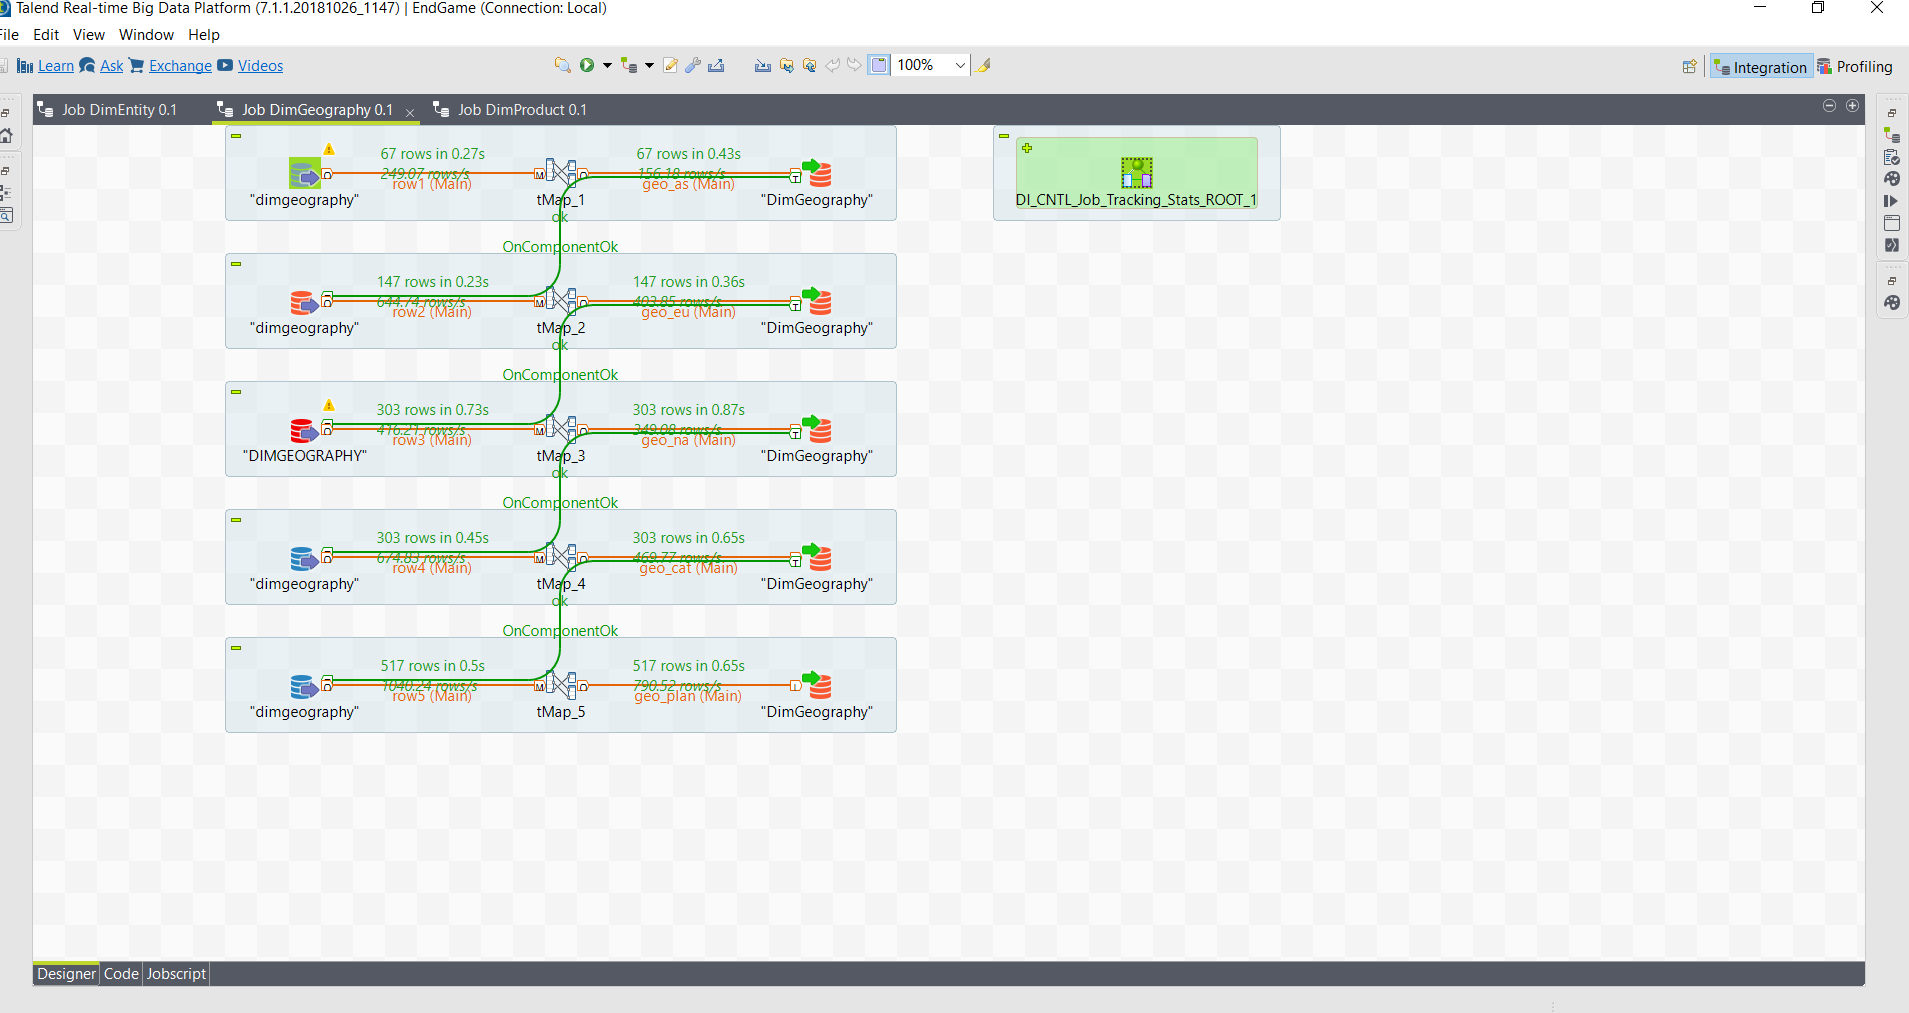 Talend Real-time Big Data Platform (7.1.1.20181026_1147) | EndGame (Connection: Local)
File Edit View Window Help
Learn Ask Exchange Videos 100% Integration Profiling
Job DimEntity 0.1 Job DimGeography 0.1 Job DimProduct 0.1
67 rows in 0.27s 67 rows in 0.43s
249.07 rows/s 156.18 rows/s
row1 (Main) geo_as (Main)
"dimgeography" tMap_1 "DimGeography" DI_CNTL_Job_Tracking_Stats_ROOT_1
ok
OnComponentOk
147 rows in 0.23s 147 rows in 0.36s
644.74 rows/s 403.85 rows/s
row2 (Main) geo_eu (Main)
"dimgeography" tMap_2 "DimGeography"
ok
OnComponentOk
303 rows in 0.73s 303 rows in 0.87s
416.21 rows/s 349.08 rows/s
row3 (Main) geo_na (Main)
"DIMGEOGRAPHY" tMap_3 "DimGeography"
ok
OnComponentOk
303 rows in 0.45s 303 rows in 0.65s
674.83 rows/s 469.77 rows/s
row4 (Main) geo_cat (Main)
"dimgeography" tMap_4 "DimGeography"
ok
OnComponentOk
517 rows in 0.5s 517 rows in 0.65s
1040.24 rows/s 790.52 rows/s
row5 (Main) geo_plan (Main)
"dimgeography" tMap_5 "DimGeography"
Designer Code Jobscript